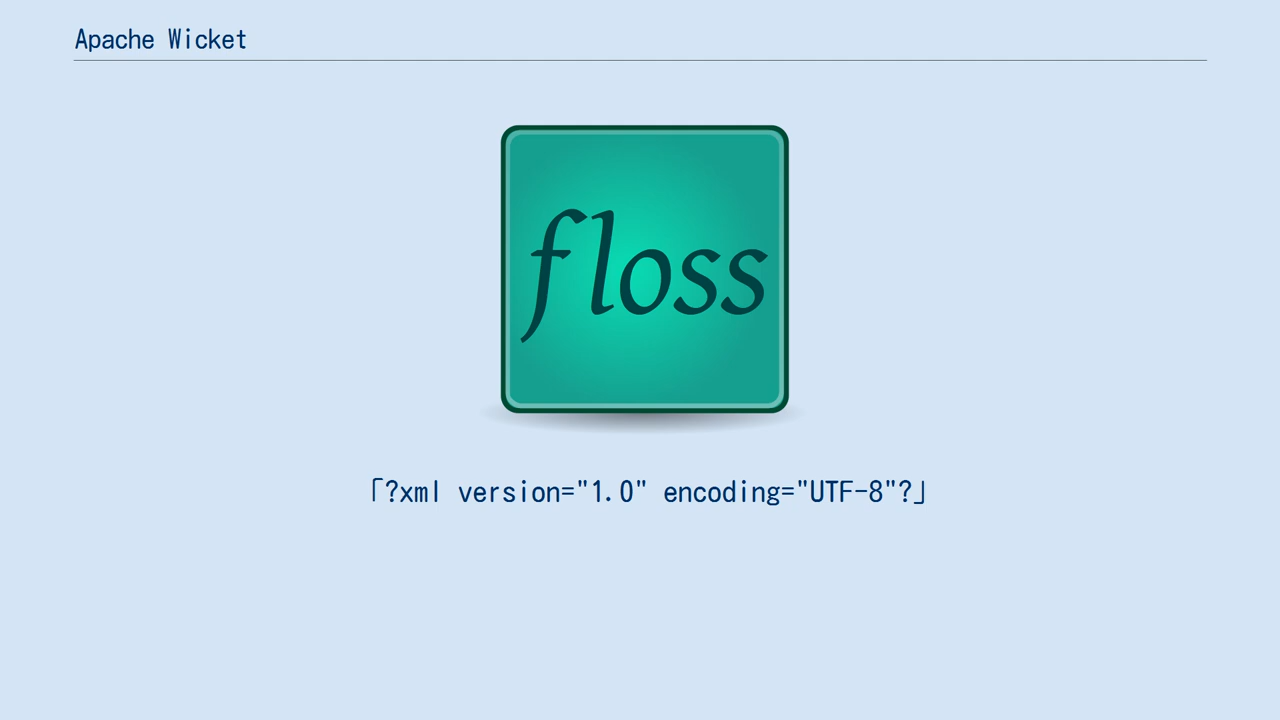 Apache Wicket
floss
「?xml version="1.0" encoding="UTF-8"?」